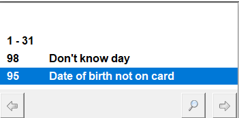 1 - 31
98 Don't know day
95 Date of birth not on card